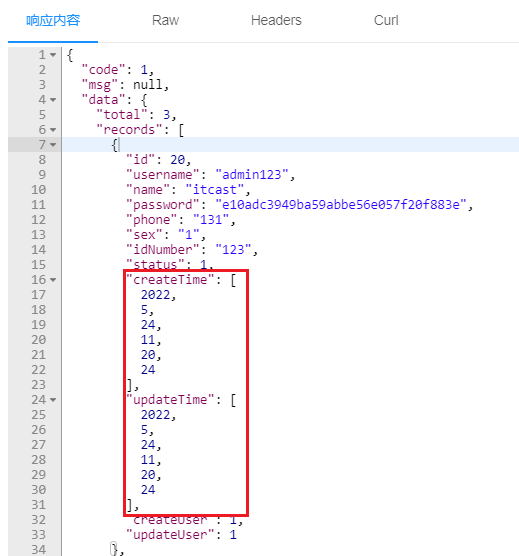 响应内容 Raw Headers Curl
1 {
2 "code": 1,
3 "msg": null,
4 "data": {
5 "total": 3,
6 "records": [
7 {
8 "id": 20,
9 "username": "admin123",
10 "name": "itcast",
11 "password": "e10adc3949ba59abbe56e057f20f883e",
12 "phone": "131",
13 "sex": "1",
14 "idNumber": "123",
15 "status": 1,
16 "createTime": [
17 2022,
18 5,
19 24,
20 11,
21 20,
22 24
23 ],
24 "updateTime": [
25 2022,
26 5,
27 24,
28 11,
29 20,
30 24
31 ],
32 "createUser": 1,
33 "updateUser": 1
34 },